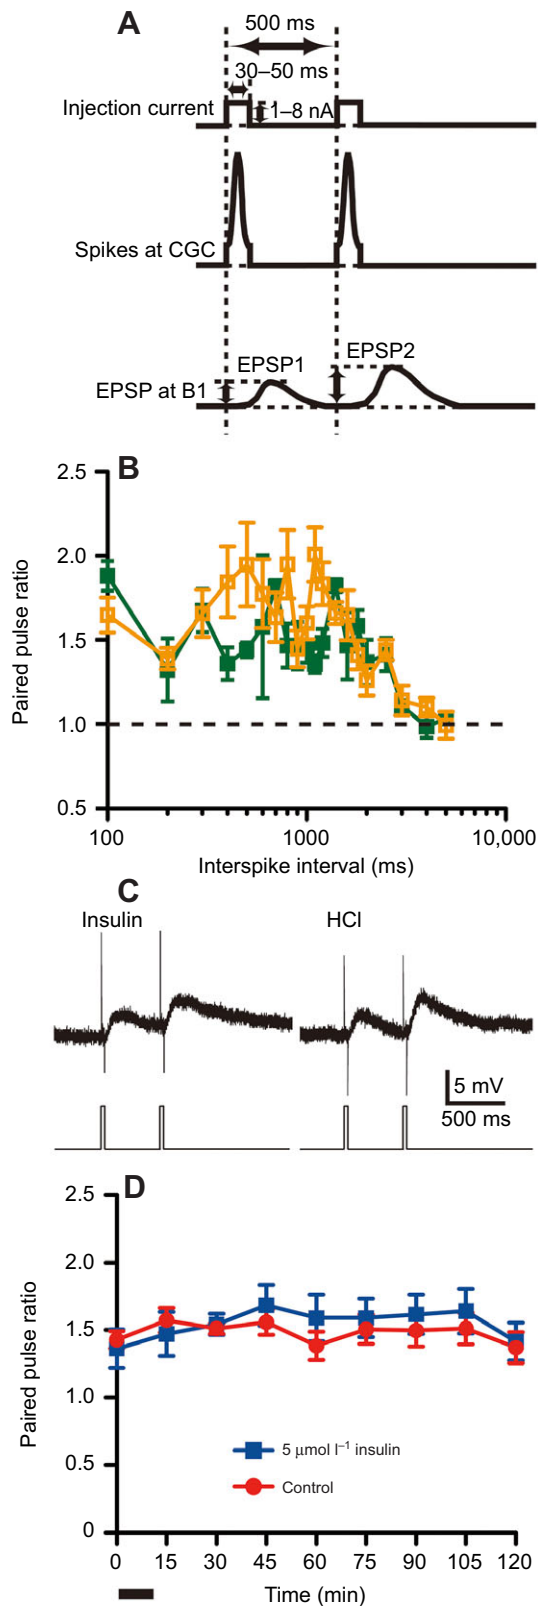 A
500 ms
30–50 ms
Injection current
1–8 nA
Spikes at CGC
EPSP1
EPSP2
EPSP at B1
B
2.5
2.0
1.5
1.0
0.5
Paired pulse ratio
100
1000
10,000
Interspike interval (ms)
C
Insulin
HCl
5 mV
500 ms
D
2.5
2.0
1.5
1.0
0.5
0
Paired pulse ratio
5 μmol l⁻¹ insulin
Control
0 15 30 45 60 75 90 105 120
Time (min)